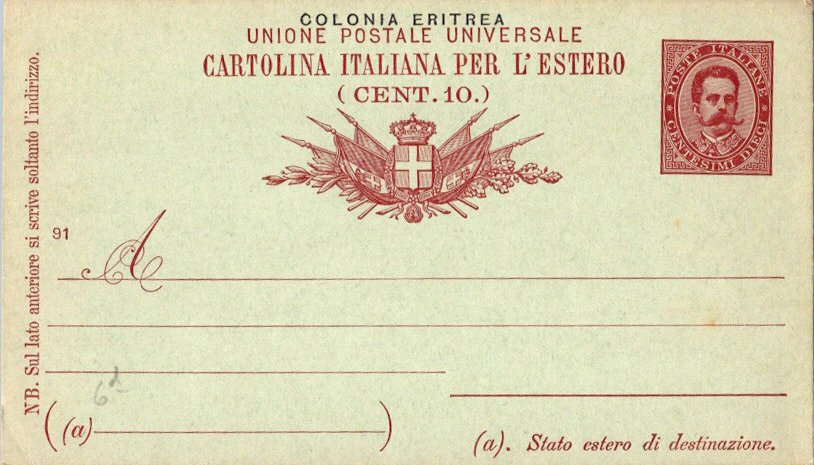 COLONIA ERITREA
UNIONE POSTALE UNIVERSALE
CARTOLINA ITALIANA PER L'ESTERO
(CENT. 10.)
* POSTE ITALIANE *
CENTESIMI DIECI
NB. Sul lato anteriore si scrive soltanto l'indirizzo.
91
A
6d
(a)
(a). Stato estero di destinazione.